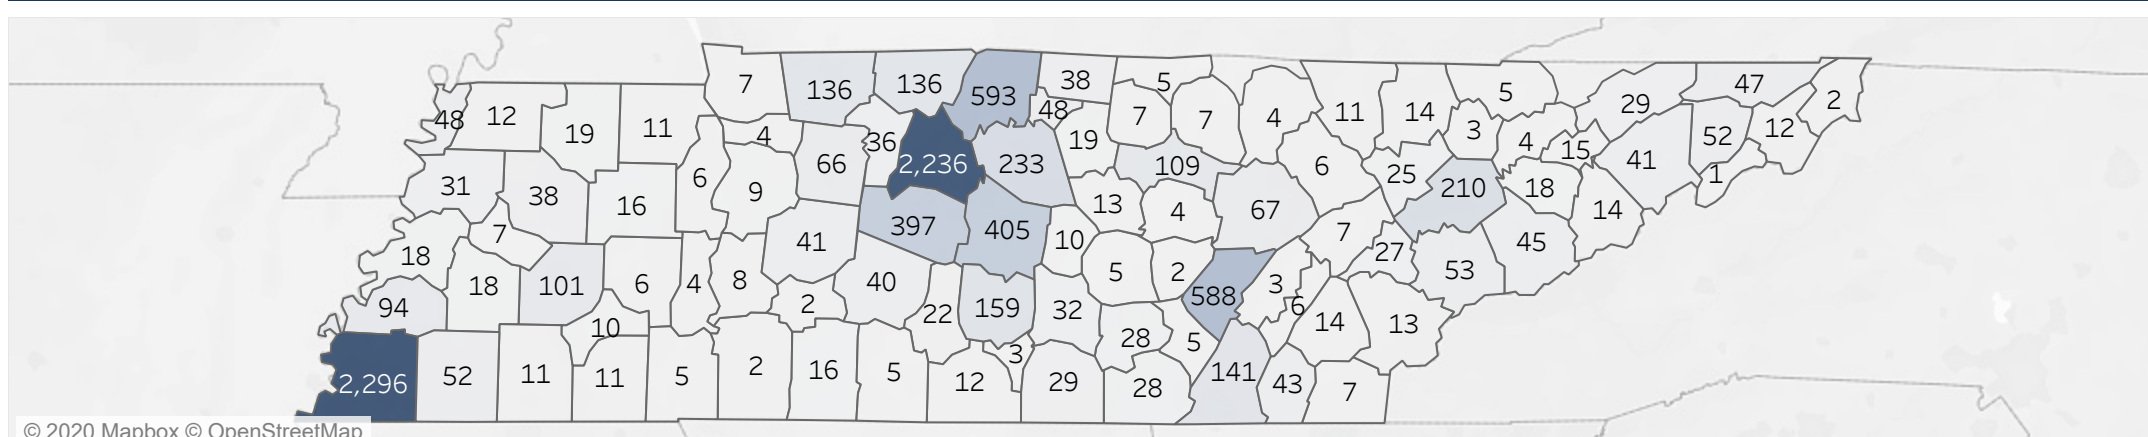 7 136 136 593 38 5
48 12 19 11 4 66 36 2,236 233 48 19 7 7 4 11 14 5 3 4 15 29 47 52 12 2
31 38 16 6 9 109 6 25 210 18 41 1
18 7 41 397 405 10 13 4 67 7 27 53 45 14
94 18 101 6 4 8 2 40 22 159 32 5 2 588 3 6 14 13
2,296 52 11 10 11 5 2 16 5 12 3 29 28 28 5 141 43 7
© 2020 Mapbox © OpenStreetMap